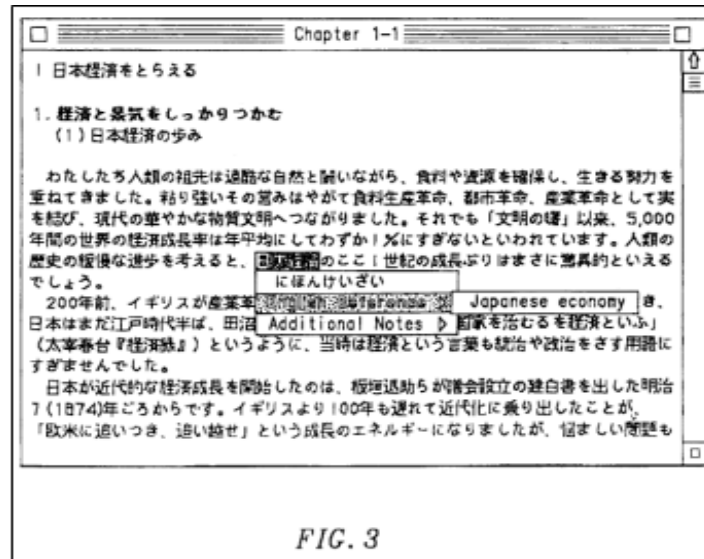 Chapter 1-1
I 日本経済をとらえる
1. 経済と景気をしっかりつかむ
(1)日本経済の歩み
わたしたち人類の祖先は過酷な自然と闘いながら、食料や資源を確保し、生きる努力を
重ねてきました。粘り強いその営みはやがて食料生産革命、都市革命、産業革命として実
を結び、現代の華やかな物質文明へつながりました。それでも「文明の曙」以来、5,000
年間の世界の経済成長率は年平均にしてわずか1%にすぎないといわれています。人類の
歴史の緩慢な進歩を考えると、日本経済のここ1世紀の成長ぶりはまさに驚異的といえる
でしょう。
にほんけいざい
200年前、イギリスが産業革 English Reference Japanese economy き、
日本はまだ江戸時代半ば、田沼 Additional Notes ▷ 国家を治むるを経済といふ」
(太宰春台『経済録』)というように、当時は経済という言葉も統治や政治をさす用語に
すぎませんでした。
日本が近代的な経済成長を開始したのは、板垣退助らが議会設立の建白書を出した明治
7(1874)年ごろからです。イギリスより100年も遅れて近代化に乗り出したことが、
「欧米に追いつき、追い越せ」という成長のエネルギーになりましたが、悩ましい問題も
FIG. 3